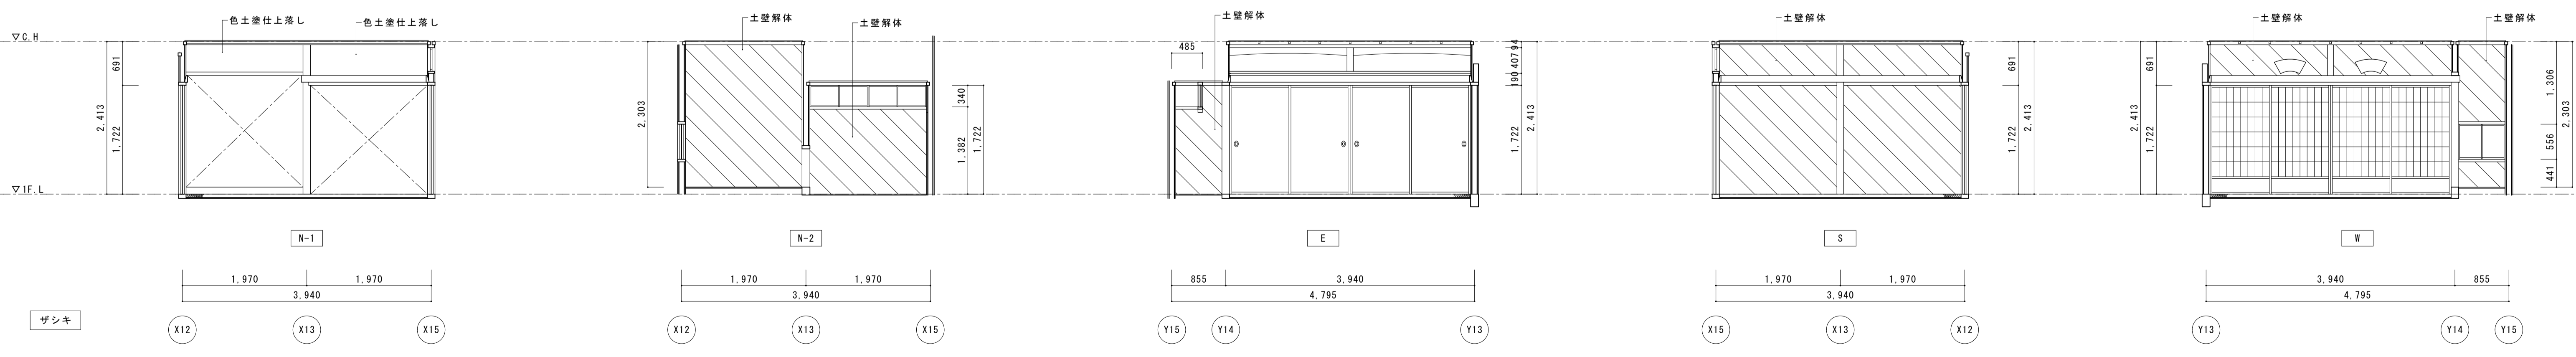 ▽C.H
▽1F.L
色土塗仕上落し
色土塗仕上落し
2,413
691
1,722
N-1
1,970
1,970
3,940
X12
X13
X15
土壁解体
土壁解体
2,303
340
1,382
1,722
N-2
1,970
1,970
3,940
X12
X13
X15
土壁解体
485
94
407
190
1,722
2,413
E
855
3,940
4,795
Y15
Y14
Y13
土壁解体
691
1,722
2,413
S
1,970
1,970
3,940
X15
X13
X12
土壁解体
土壁解体
2,413
691
1,722
1,306
556
441
2,303
W
3,940
855
4,795
Y13
Y14
Y15
ザシキ